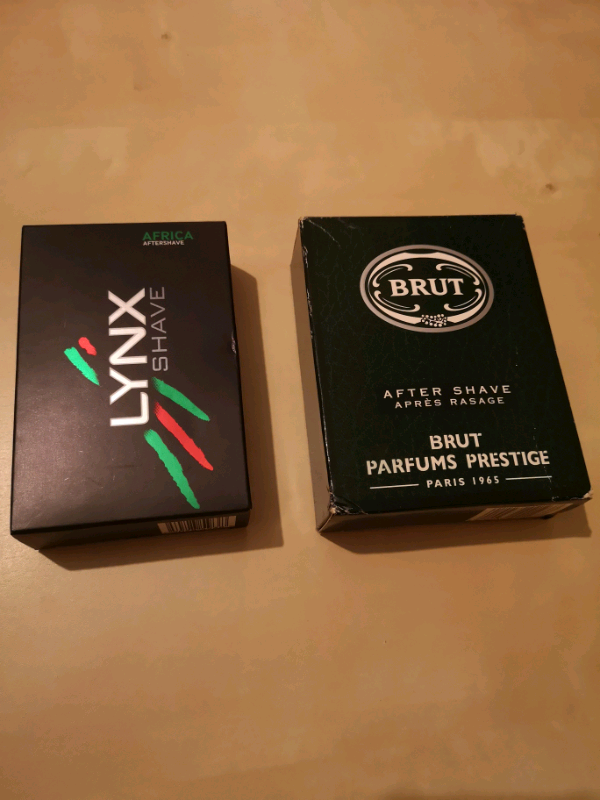 AFRICA
AFTERSHAVE
LYNX
SHAVE
BRUT
AFTER SHAVE
APRÈS RASAGE
BRUT
PARFUMS PRESTIGE
PARIS 1965